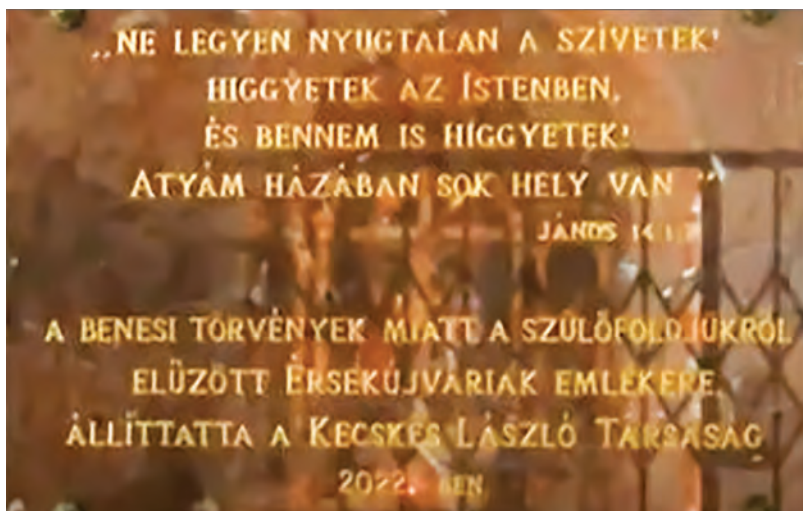 „NE LEGYEN NYUGTALAN A SZÍVETEK!
HIGGYETEK AZ ISTENBEN,
ÉS BENNEM IS HIGGYETEK!
ATYÁM HÁZÁBAN SOK HELY VAN ”
JÁNOS
A BENESI TÖRVÉNYEK MIATT A SZÜLŐFÖLDJÜKRŐL
ELŰZÖTT ÉRSEKÚJVÁRIAK EMLÉKÉRE,
ÁLLÍTTATTA A KECSKÉS LÁSZLÓ TÁRSASÁG
2022. BEN